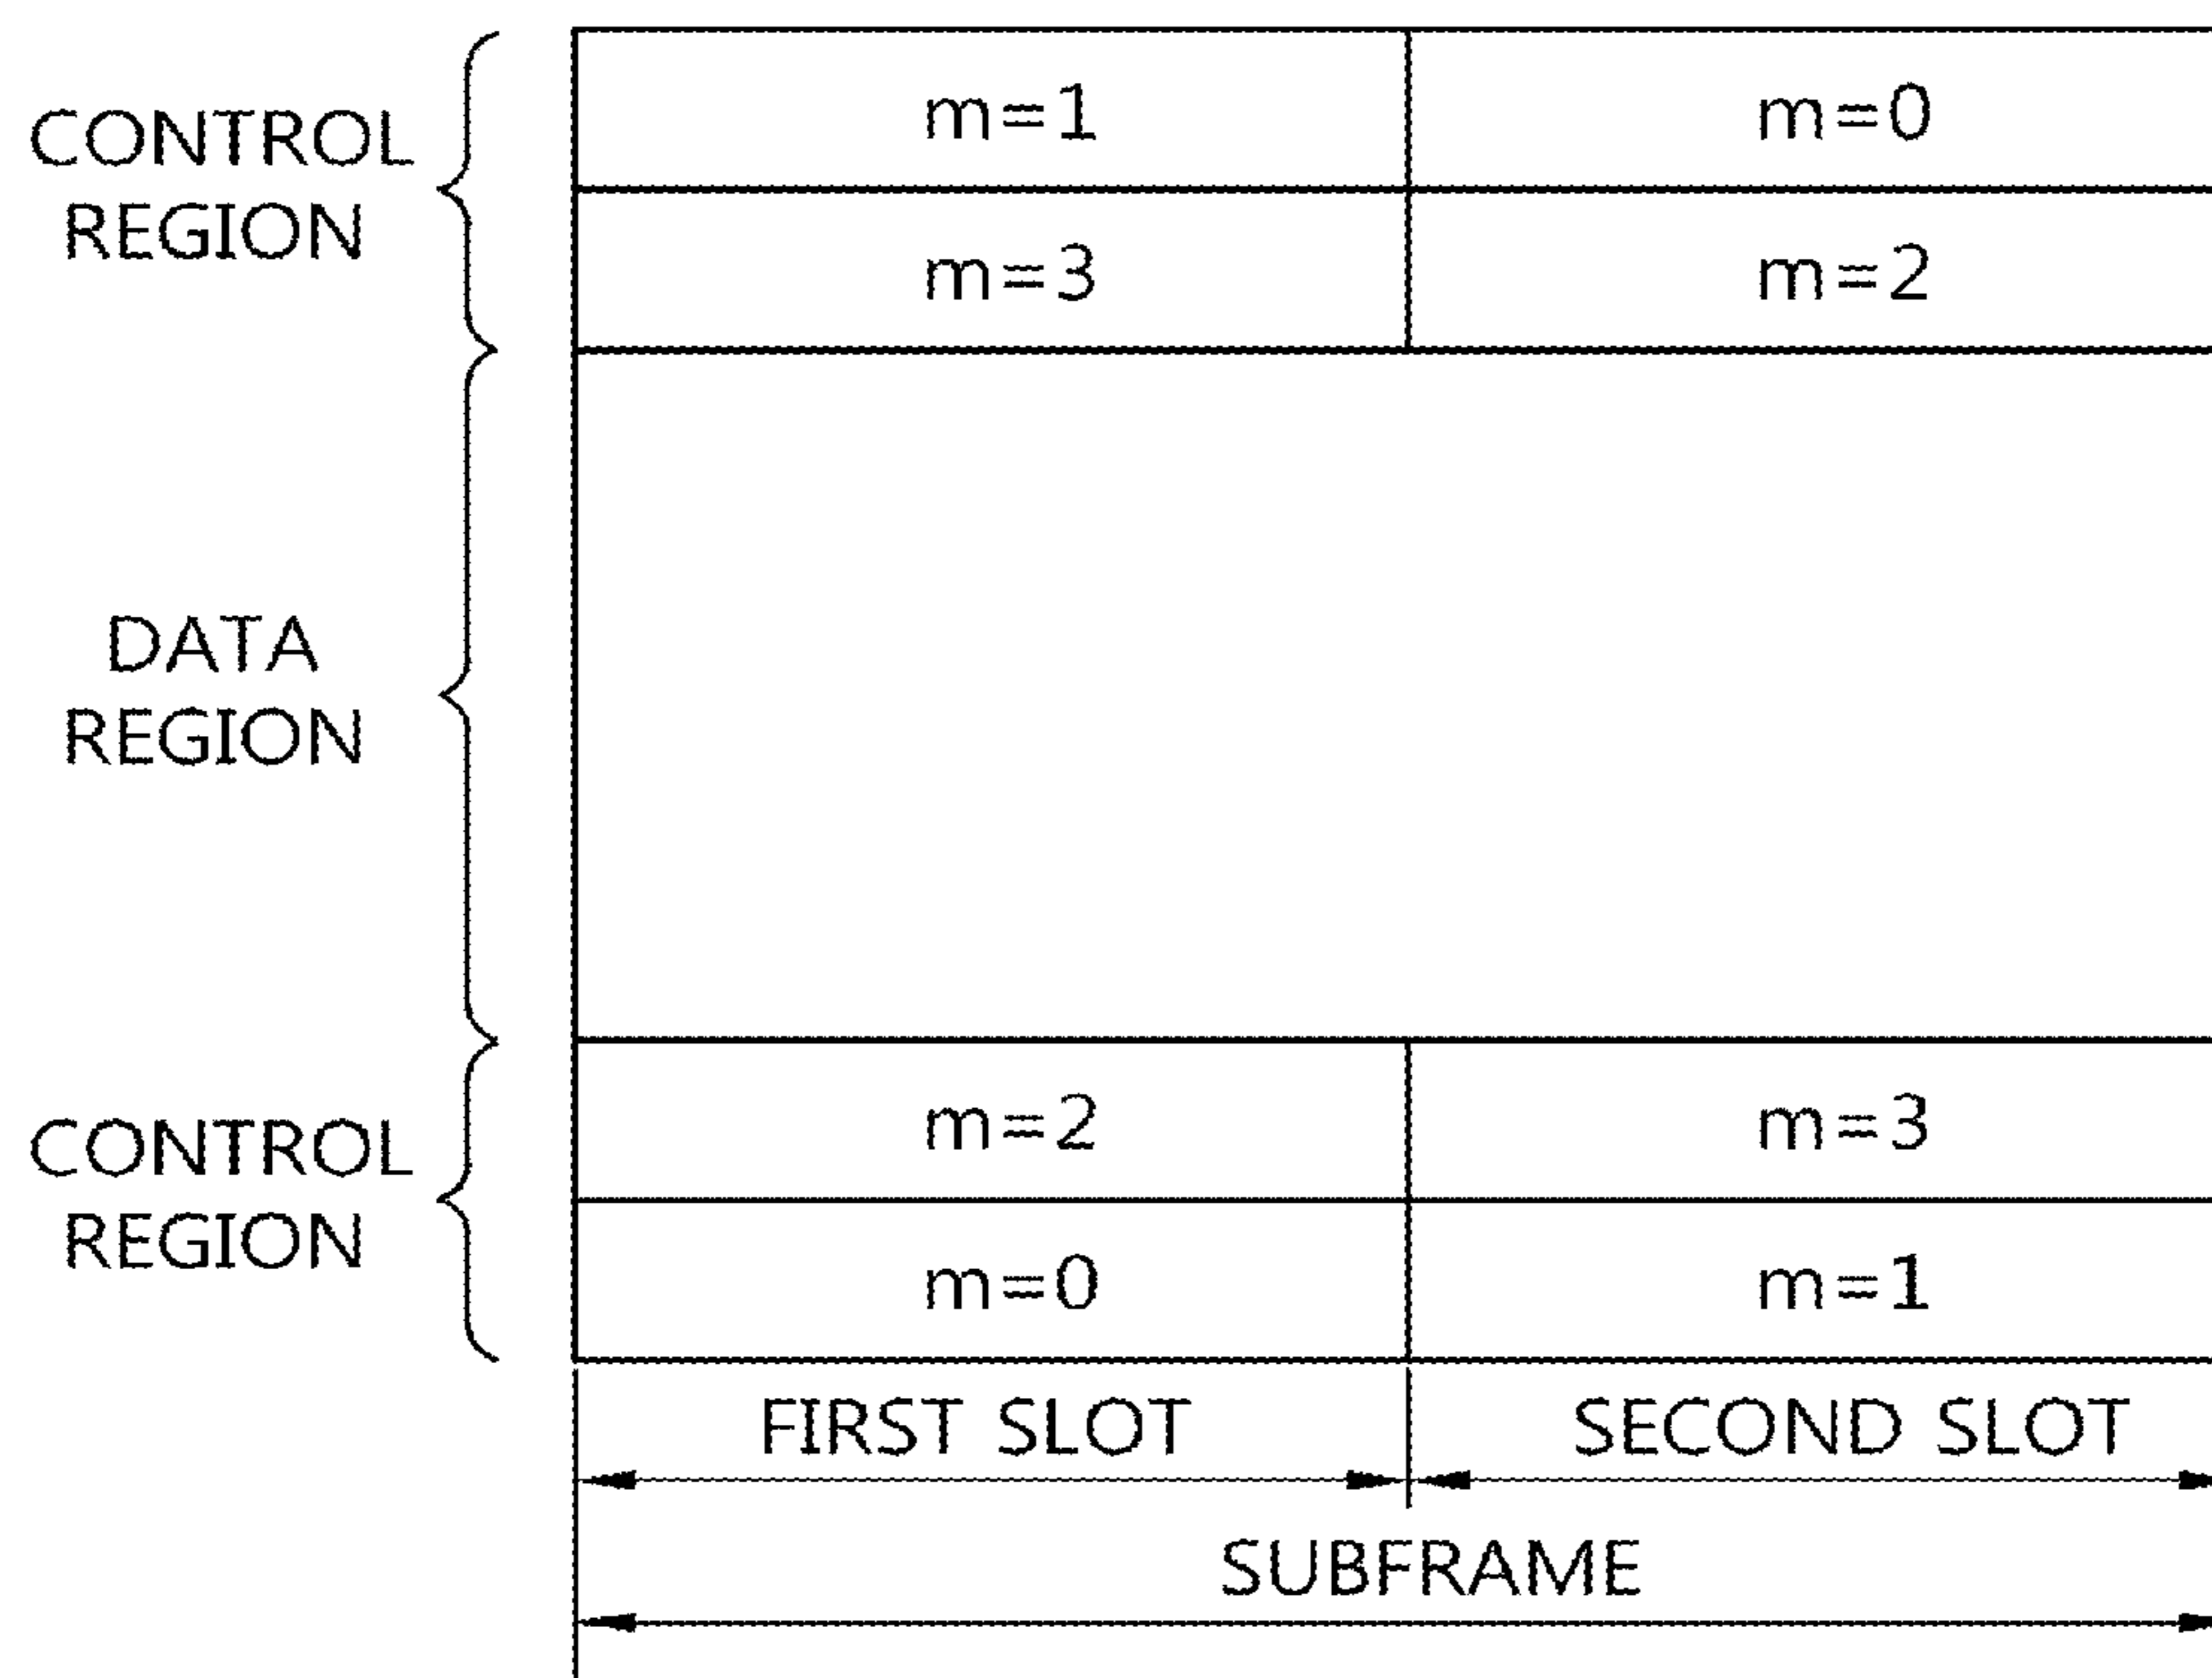 CONTROL
REGION
m=1
m=0
m=3
m=2
DATA
REGION
CONTROL
REGION
m=2
m=3
m=0
m=1
FIRST SLOT
SECOND SLOT
SUBFRAME